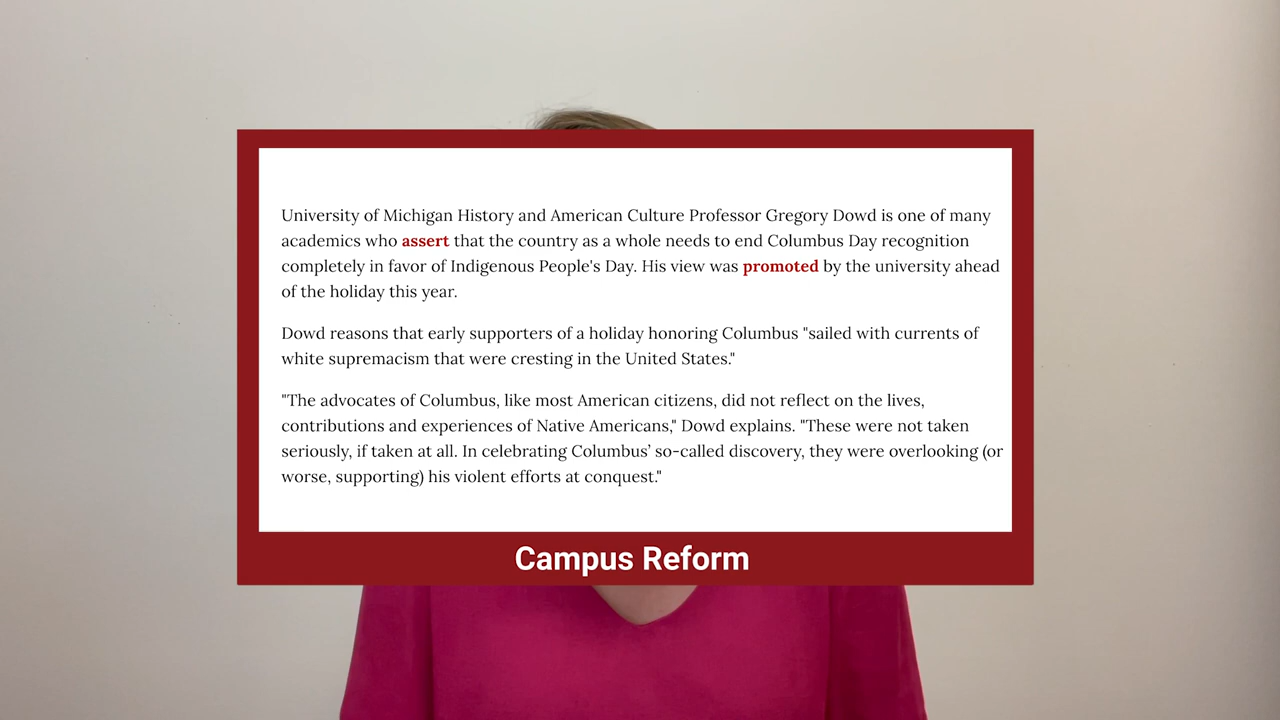 University of Michigan History and American Culture Professor Gregory Dowd is one of many
academics who assert that the country as a whole needs to end Columbus Day recognition
completely in favor of Indigenous People's Day. His view was promoted by the university ahead
of the holiday this year.
Dowd reasons that early supporters of a holiday honoring Columbus "sailed with currents of
white supremacism that were cresting in the United States."
"The advocates of Columbus, like most American citizens, did not reflect on the lives,
contributions and experiences of Native Americans," Dowd explains. "These were not taken
seriously, if taken at all. In celebrating Columbus’ so-called discovery, they were overlooking (or
worse, supporting) his violent efforts at conquest."
Campus Reform